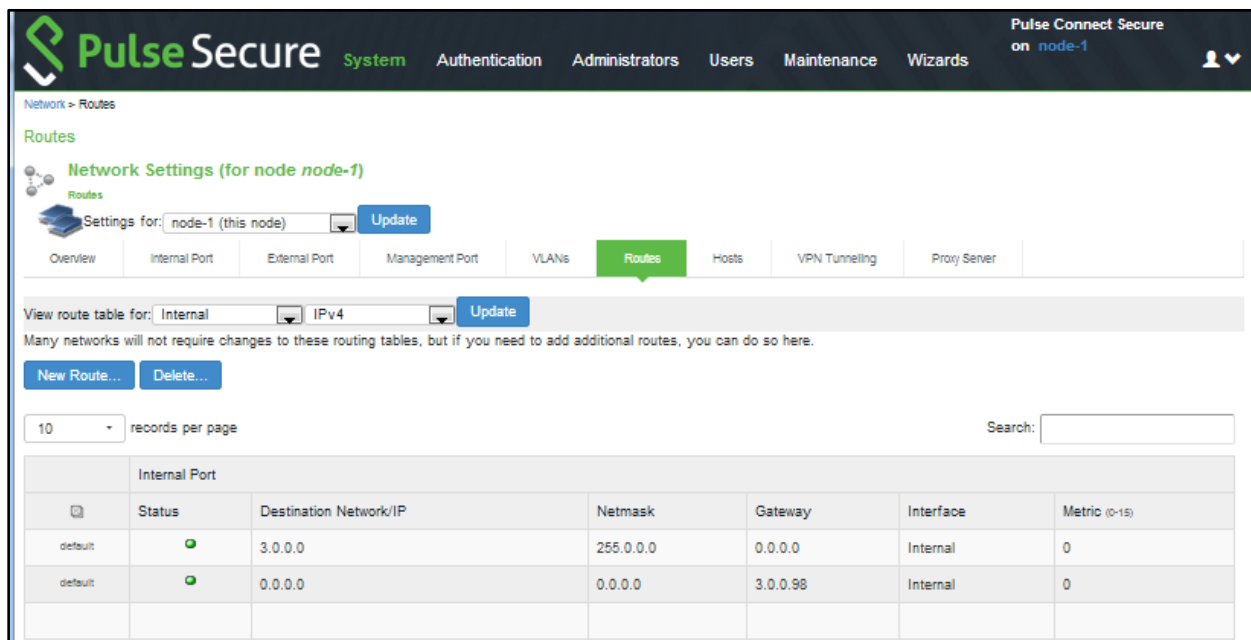 Pulse Secure System Authentication Administrators Users Maintenance Wizards
Pulse Connect Secure
on node-1
Network > Routes
Routes
Network Settings (for node node-1)
Routes
Settings for: node-1 (this node) Update
Overview Internal Port External Port Management Port VLANs Routes Hosts VPN Tunneling Proxy Server
View route table for: Internal IPv4 Update
Many networks will not require changes to these routing tables, but if you need to add additional routes, you can do so here.
New Route... Delete...
10 records per page Search:
Internal Port
Status Destination Network/IP Netmask Gateway Interface Metric (0-15)
default 3.0.0.0 255.0.0.0 0.0.0.0 Internal 0
default 0.0.0.0 0.0.0.0 3.0.0.98 Internal 0